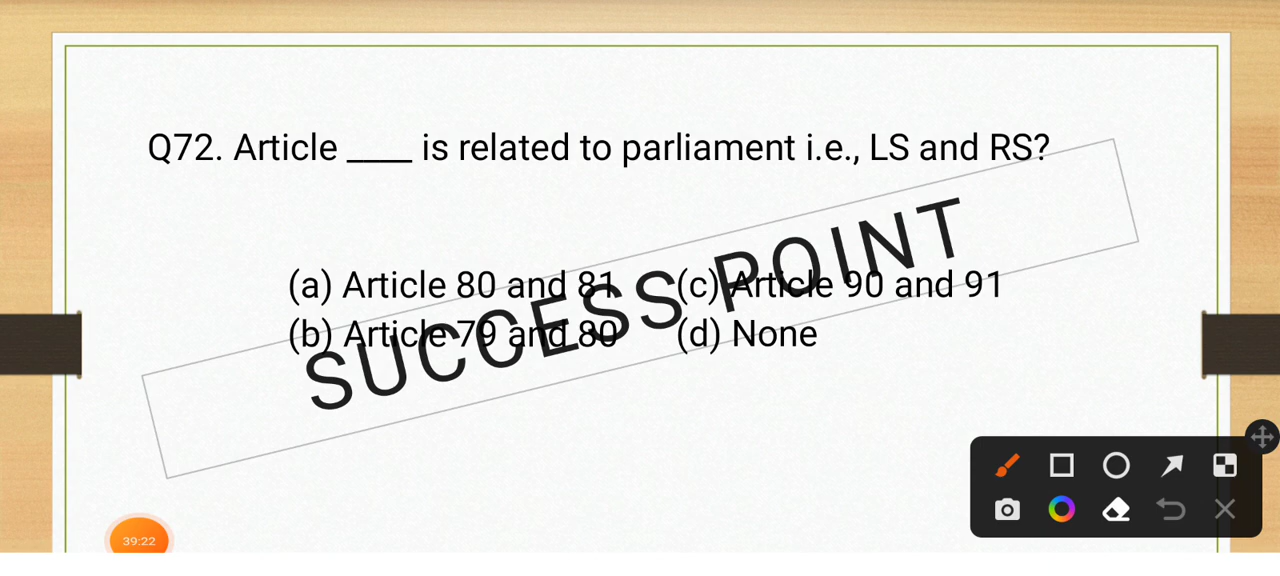 Q72. Article ____ is related to parliament i.e., LS and RS?
SUCCESS POINT
(a) Article 80 and 81 (c) Article 90 and 91
(b) Article 79 and 80 (d) None
39:22